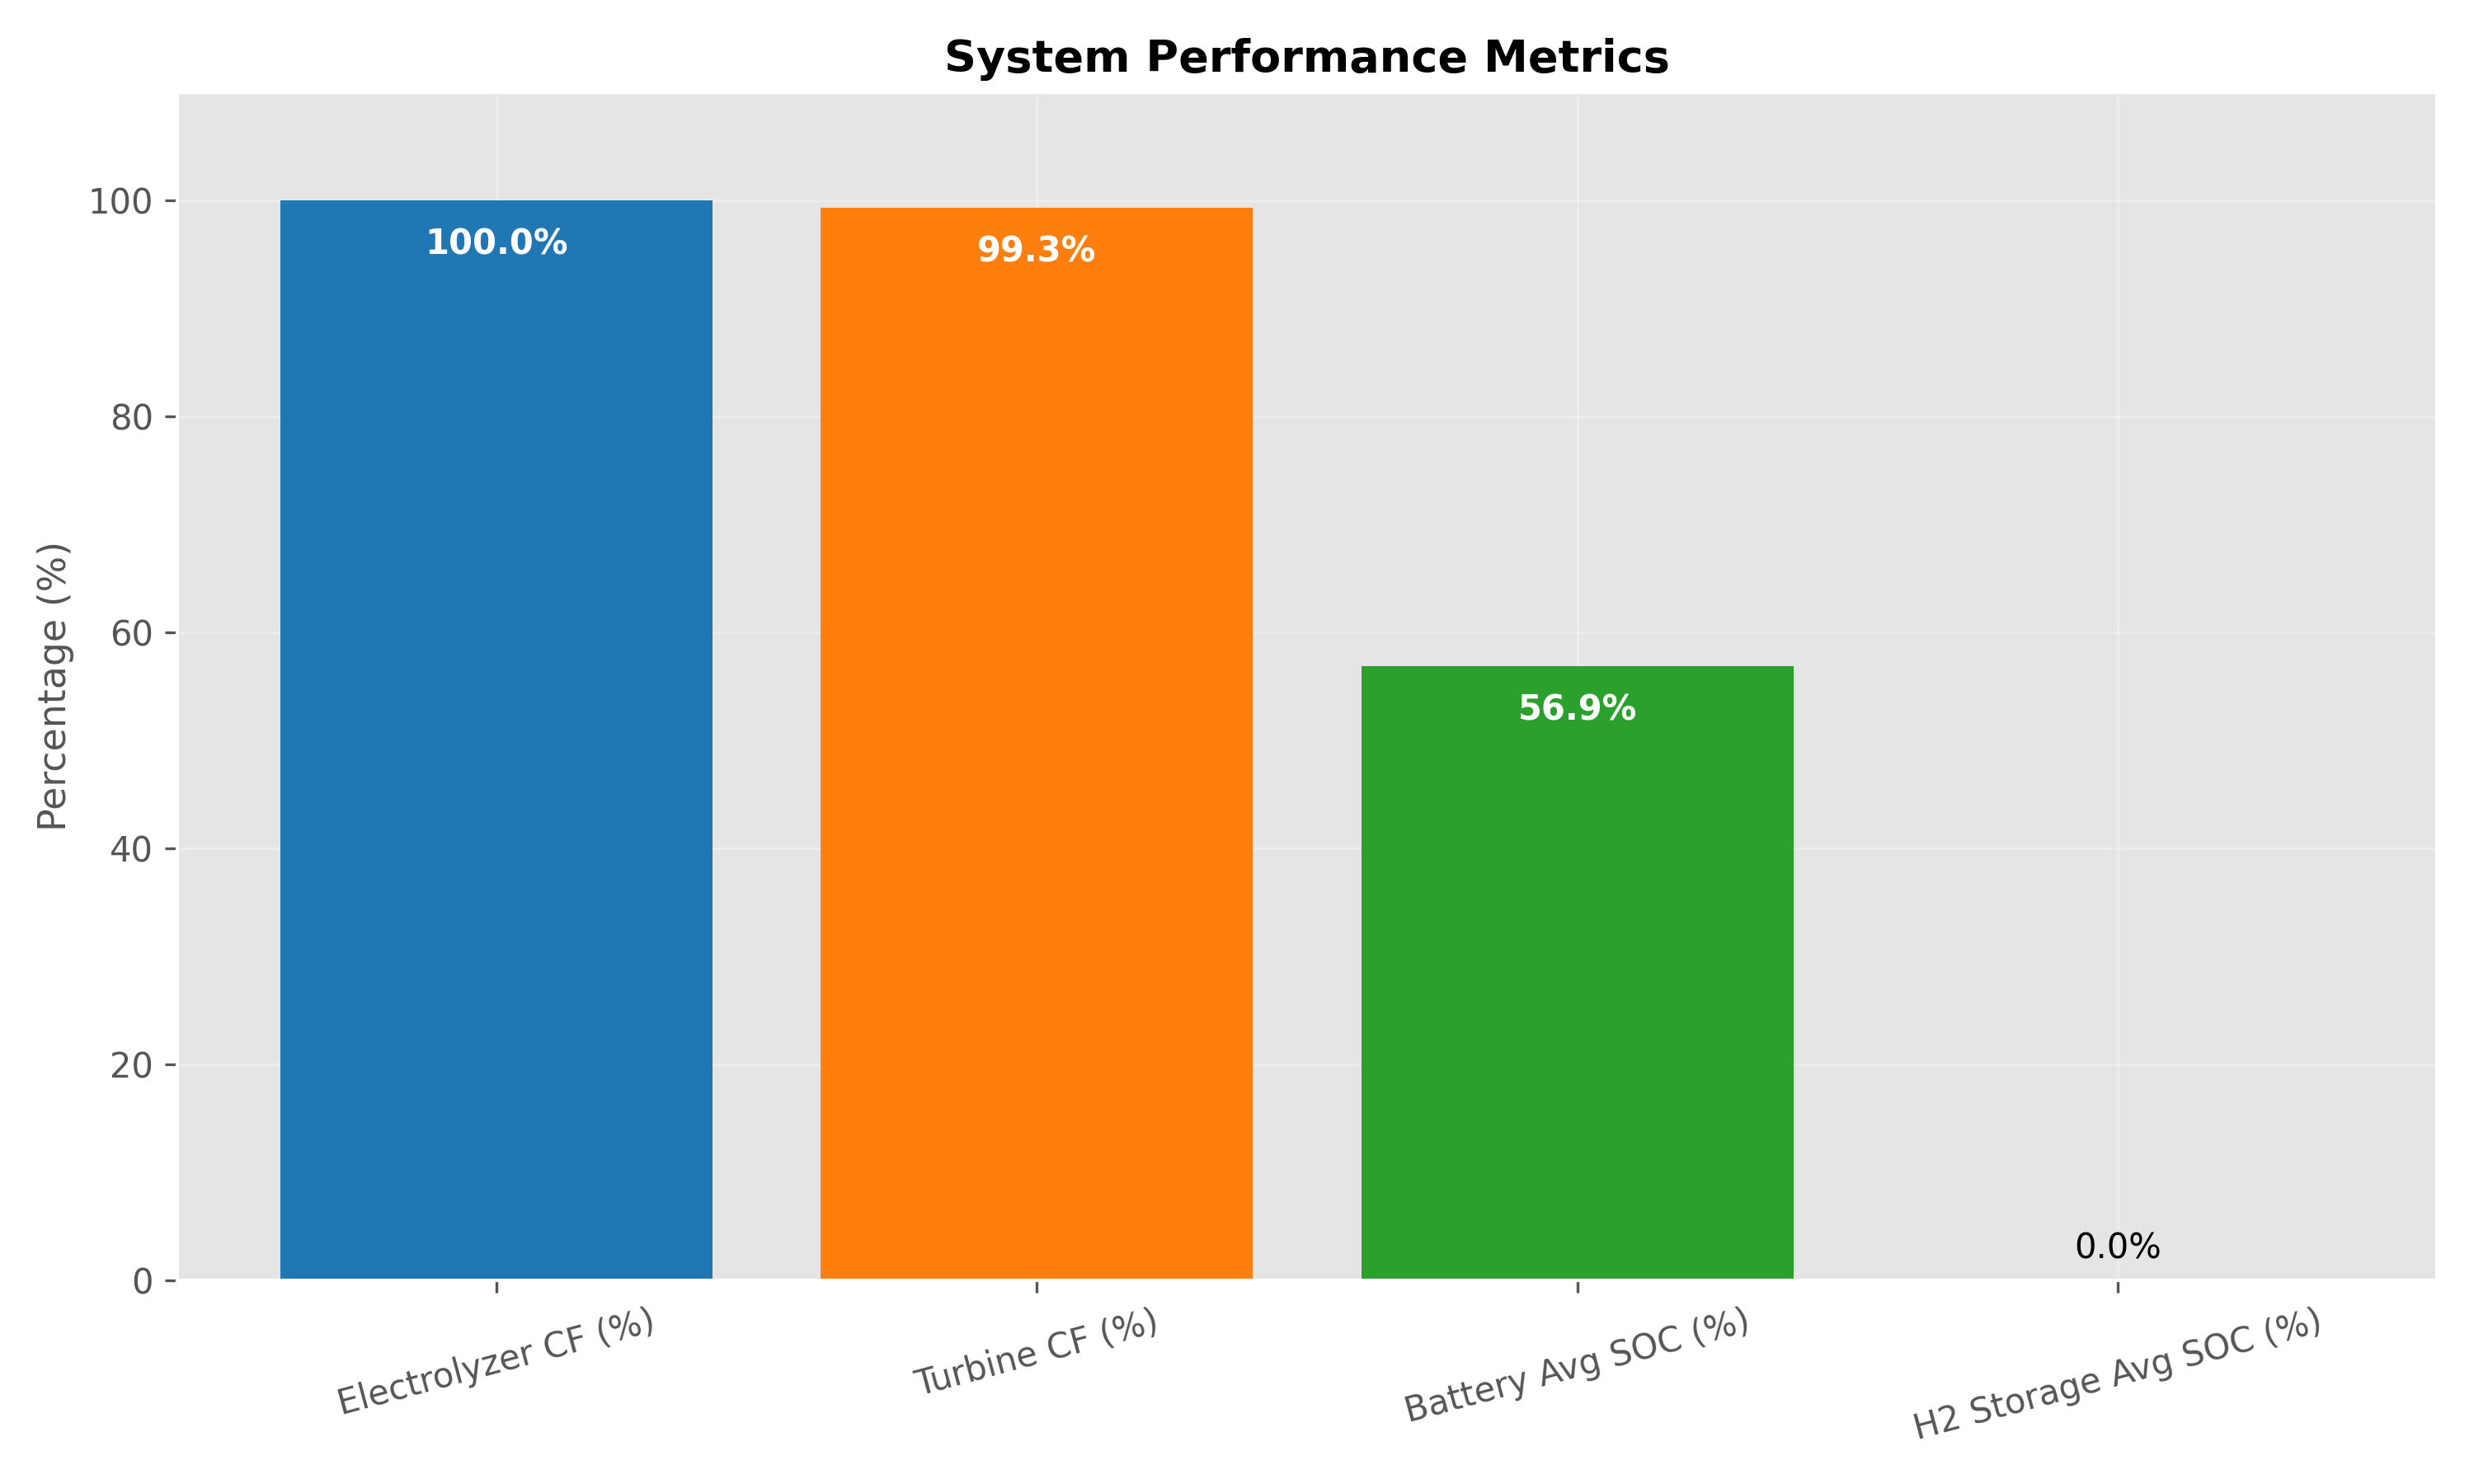 System Performance Metrics
Percentage (%)
100
80
60
40
20
0
100.0%
99.3%
56.9%
0.0%
Electrolyzer CF (%)
Turbine CF (%)
Battery Avg SOC (%)
H2 Storage Avg SOC (%)